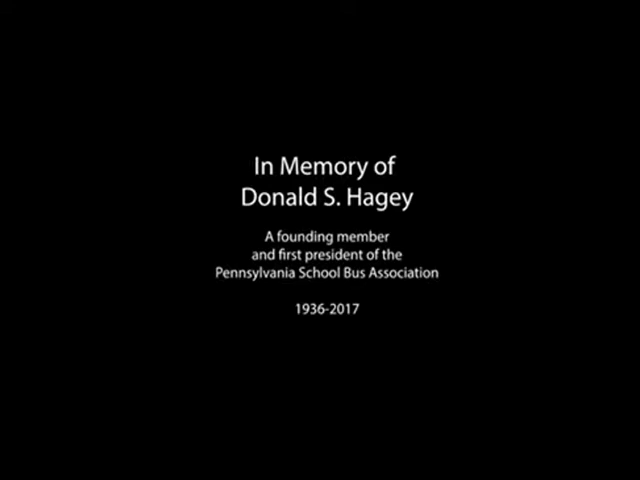 In Memory of
Donald S. Hagey
A founding member
and first president of the
Pennsylvania School Bus Association
1936-2017